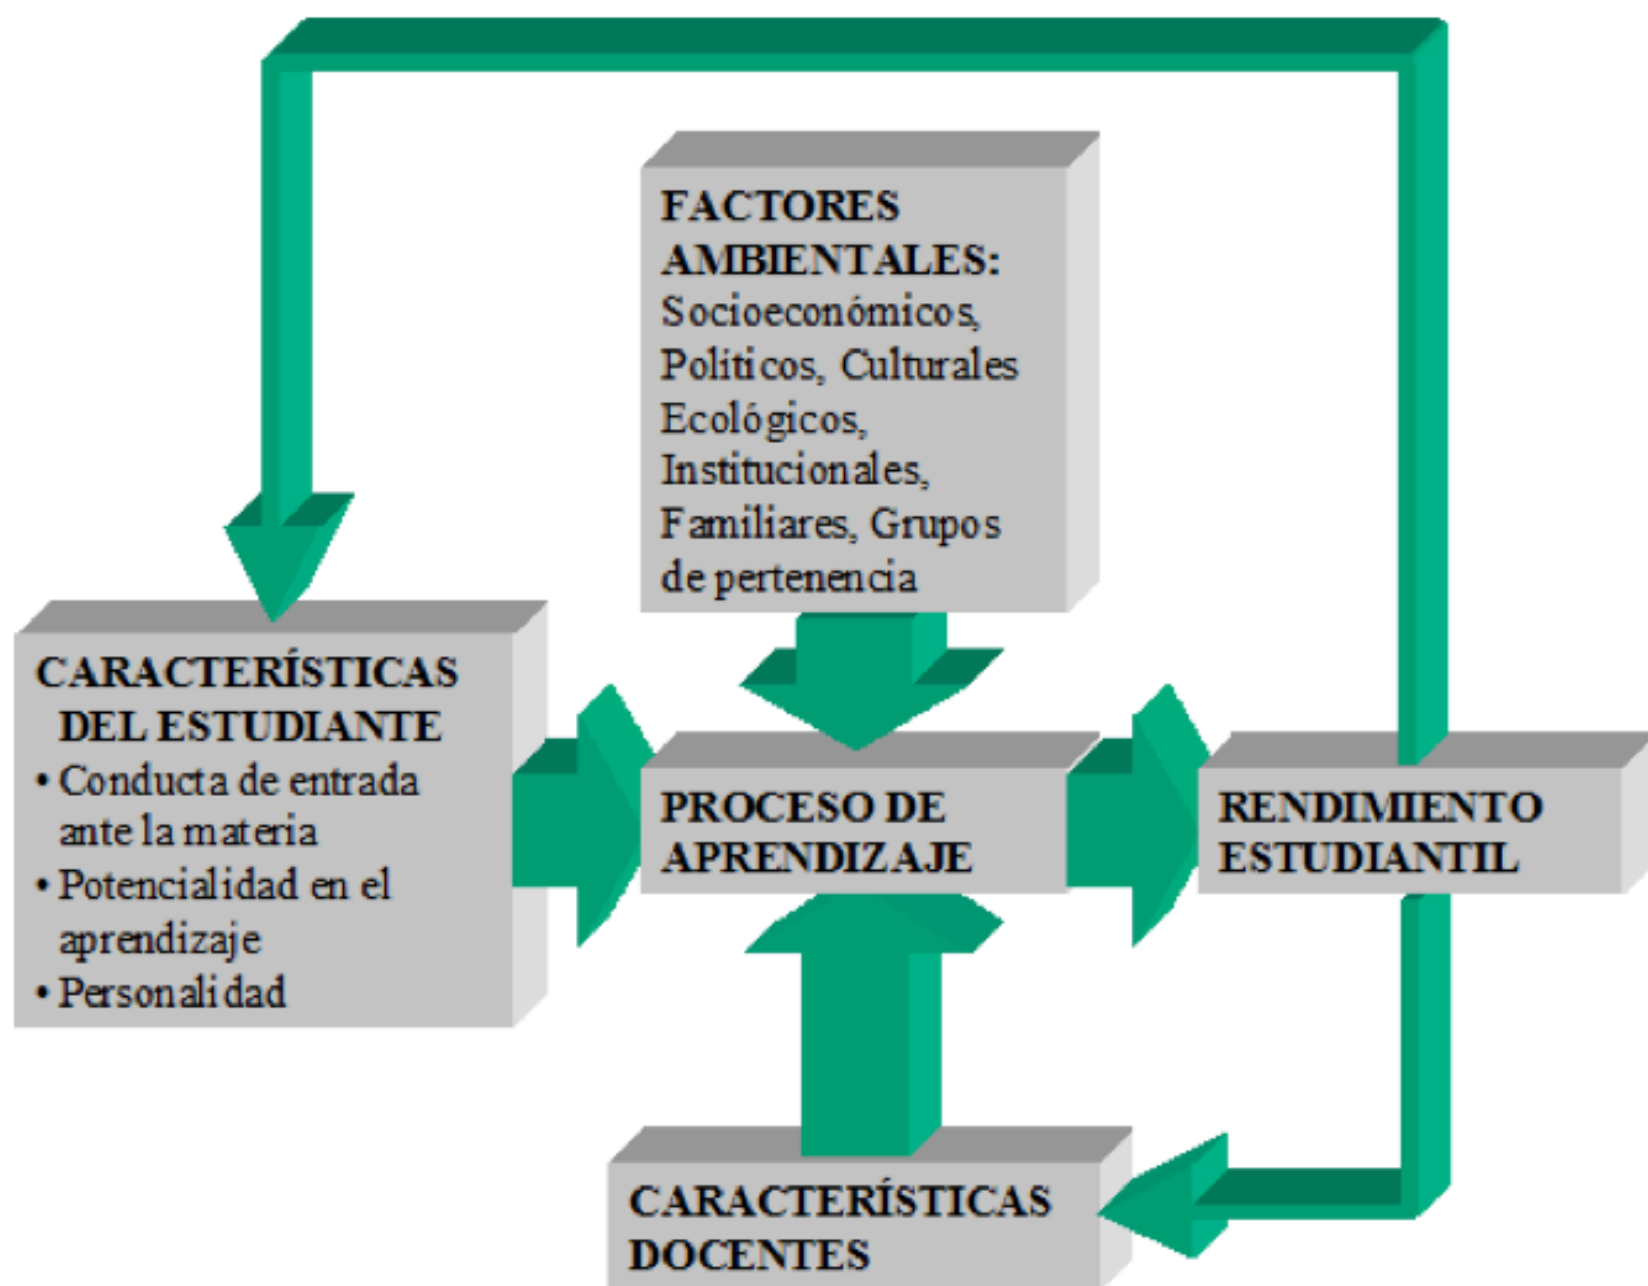 FACTORES
AMBIENTALES:
Socioeconómicos,
Políticos, Culturales
Ecológicos,
Institucionales,
Familiares, Grupos
de pertenencia
CARACTERÍSTICAS
DEL ESTUDIANTE
• Conducta de entrada
ante la materia
• Potencialidad en el
aprendizaje
• Personalidad
PROCESO DE
APRENDIZAJE
RENDIMIENTO
ESTUDIANTIL
CARACTERÍSTICAS
DOCENTES